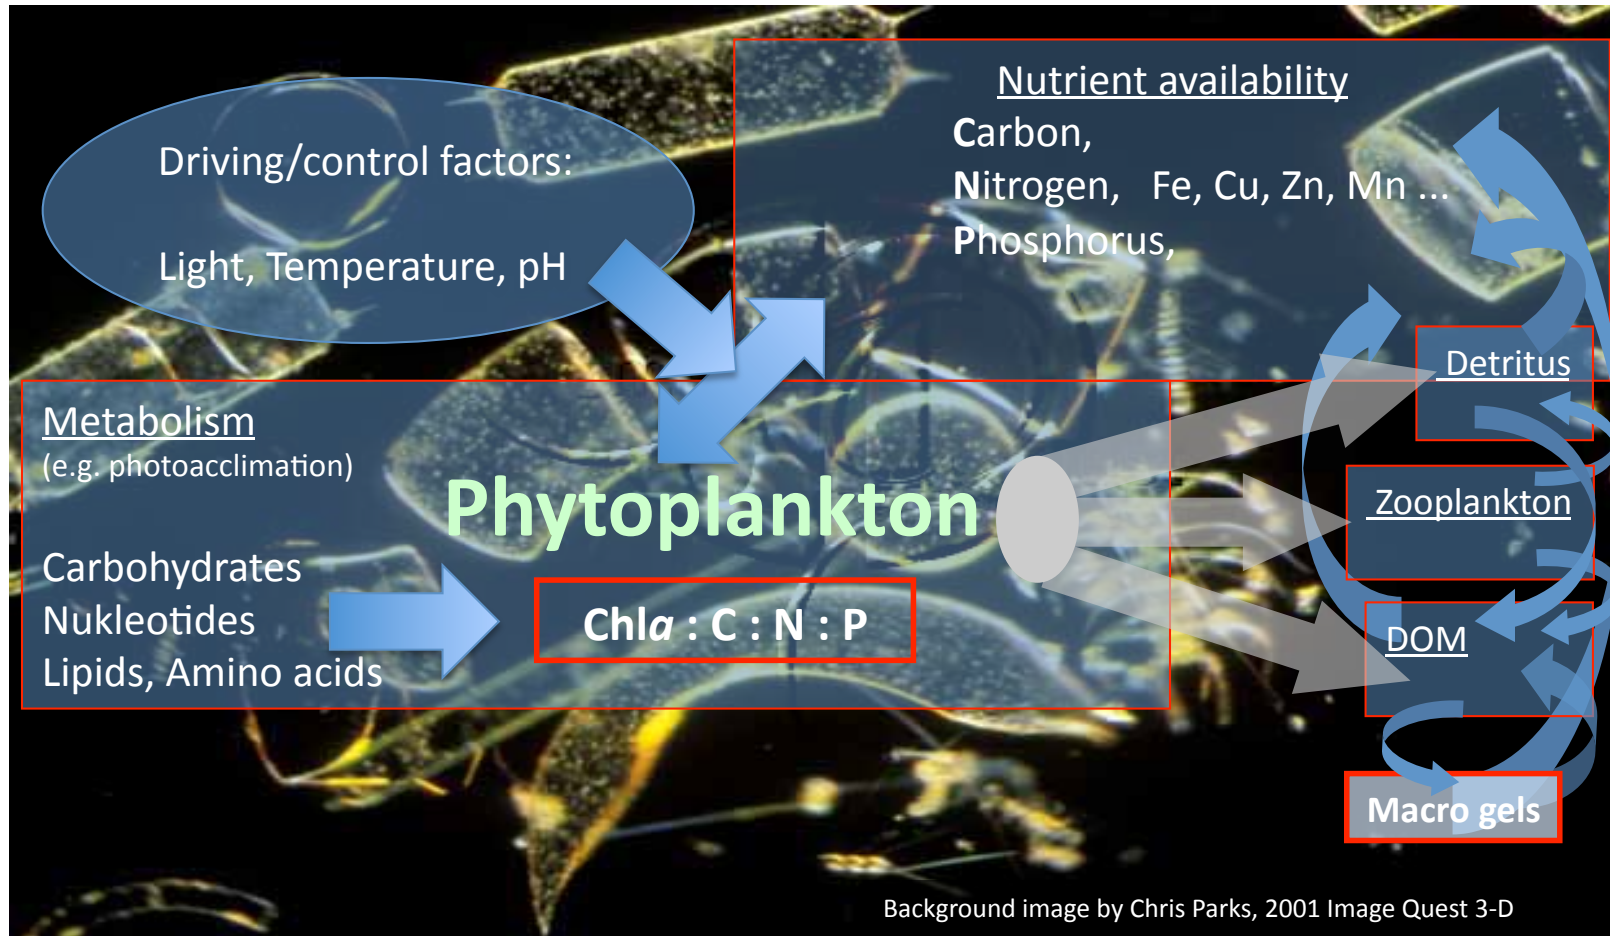 Nutrient availability
Carbon,
Nitrogen, Fe, Cu, Zn, Mn ...
Phosphorus,
Driving/control factors:
Light, Temperature, pH
Detritus
Metabolism
(e.g. photoacclimation)
Phytoplankton
Zooplankton
Carbohydrates
Nukleotides
Lipids, Amino acids
Chla : C : N : P
DOM
Macro gels
Background image by Chris Parks, 2001 Image Quest 3-D